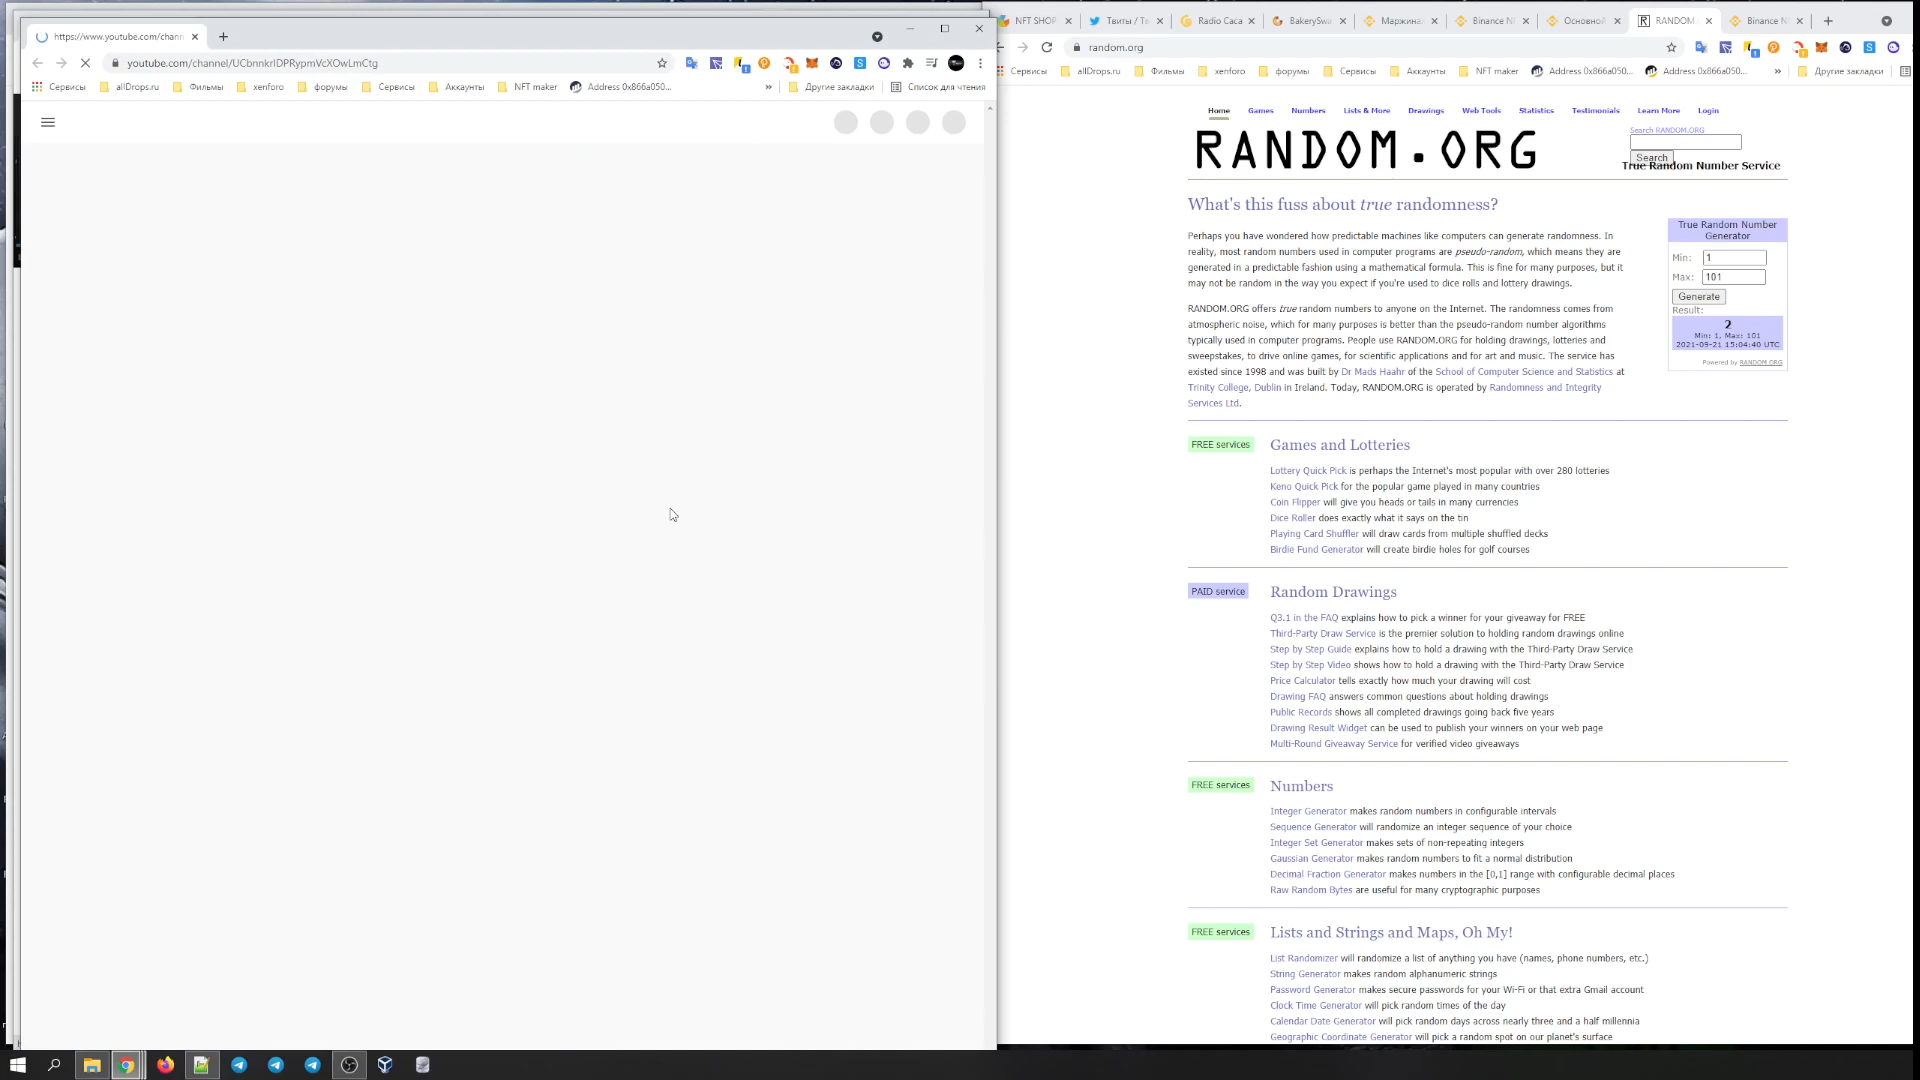 https://www.youtube.com/chann
youtube.com/channel/UCbnnkrlDPRypmVcXOwLmCtg
Сервисы
allDrops.ru
Фильмы
xenforo
форумы
Сервисы
Аккаунты
NFT maker
Address 0x866a050...
»
Другие закладки
Список для чтения
NFT SHOP
Твиты / Тв
Radio Caca
BakerySwa
Маржинал
Binance N
Основной
RANDOM
Binance N
random.org
Сервисы
allDrops.ru
Фильмы
xenforo
форумы
Сервисы
Аккаунты
NFT maker
Address 0x866a050...
Address 0x866a050...
»
Другие закладки
Home
Games
Numbers
Lists & More
Drawings
Web Tools
Statistics
Testimonials
Learn More
Login
RANDOM.ORG
Search RANDOM.ORG
Search
True Random Number Service
What's this fuss about true randomness?
Perhaps you have wondered how predictable machines like computers can generate randomness. In
reality, most random numbers used in computer programs are pseudo-random, which means they are
generated in a predictable fashion using a mathematical formula. This is fine for many purposes, but it
may not be random in the way you expect if you're used to dice rolls and lottery drawings.
RANDOM.ORG offers true random numbers to anyone on the Internet. The randomness comes from
atmospheric noise, which for many purposes is better than the pseudo-random number algorithms
typically used in computer programs. People use RANDOM.ORG for holding drawings, lotteries and
sweepstakes, to drive online games, for scientific applications and for art and music. The service has
existed since 1998 and was built by Dr Mads Haahr of the School of Computer Science and Statistics at
Trinity College, Dublin in Ireland. Today, RANDOM.ORG is operated by Randomness and Integrity
Services Ltd.
True Random Number
Generator
Min: 1
Max: 101
Generate
Result:
2
Min: 1, Max: 101
2021-09-21 15:04:40 UTC
Powered by RANDOM.ORG
FREE services
Games and Lotteries
Lottery Quick Pick is perhaps the Internet's most popular with over 280 lotteries
Keno Quick Pick for the popular game played in many countries
Coin Flipper will give you heads or tails in many currencies
Dice Roller does exactly what it says on the tin
Playing Card Shuffler will draw cards from multiple shuffled decks
Birdie Fund Generator will create birdie holes for golf courses
PAID service
Random Drawings
Q3.1 in the FAQ explains how to pick a winner for your giveaway for FREE
Third-Party Draw Service is the premier solution to holding random drawings online
Step by Step Guide explains how to hold a drawing with the Third-Party Draw Service
Step by Step Video shows how to hold a drawing with the Third-Party Draw Service
Price Calculator tells exactly how much your drawing will cost
Drawing FAQ answers common questions about holding drawings
Public Records shows all completed drawings going back five years
Drawing Result Widget can be used to publish your winners on your web page
Multi-Round Giveaway Service for verified video giveaways
FREE services
Numbers
Integer Generator makes random numbers in configurable intervals
Sequence Generator will randomize an integer sequence of your choice
Integer Set Generator makes sets of non-repeating integers
Gaussian Generator makes random numbers to fit a normal distribution
Decimal Fraction Generator makes numbers in the [0,1] range with configurable decimal places
Raw Random Bytes are useful for many cryptographic purposes
FREE services
Lists and Strings and Maps, Oh My!
List Randomizer will randomize a list of anything you have (names, phone numbers, etc.)
String Generator makes random alphanumeric strings
Password Generator makes secure passwords for your Wi-Fi or that extra Gmail account
Clock Time Generator will pick random times of the day
Calendar Date Generator will pick random days across nearly three and a half millennia
Geographic Coordinate Generator will pick a random spot on our planet's surface